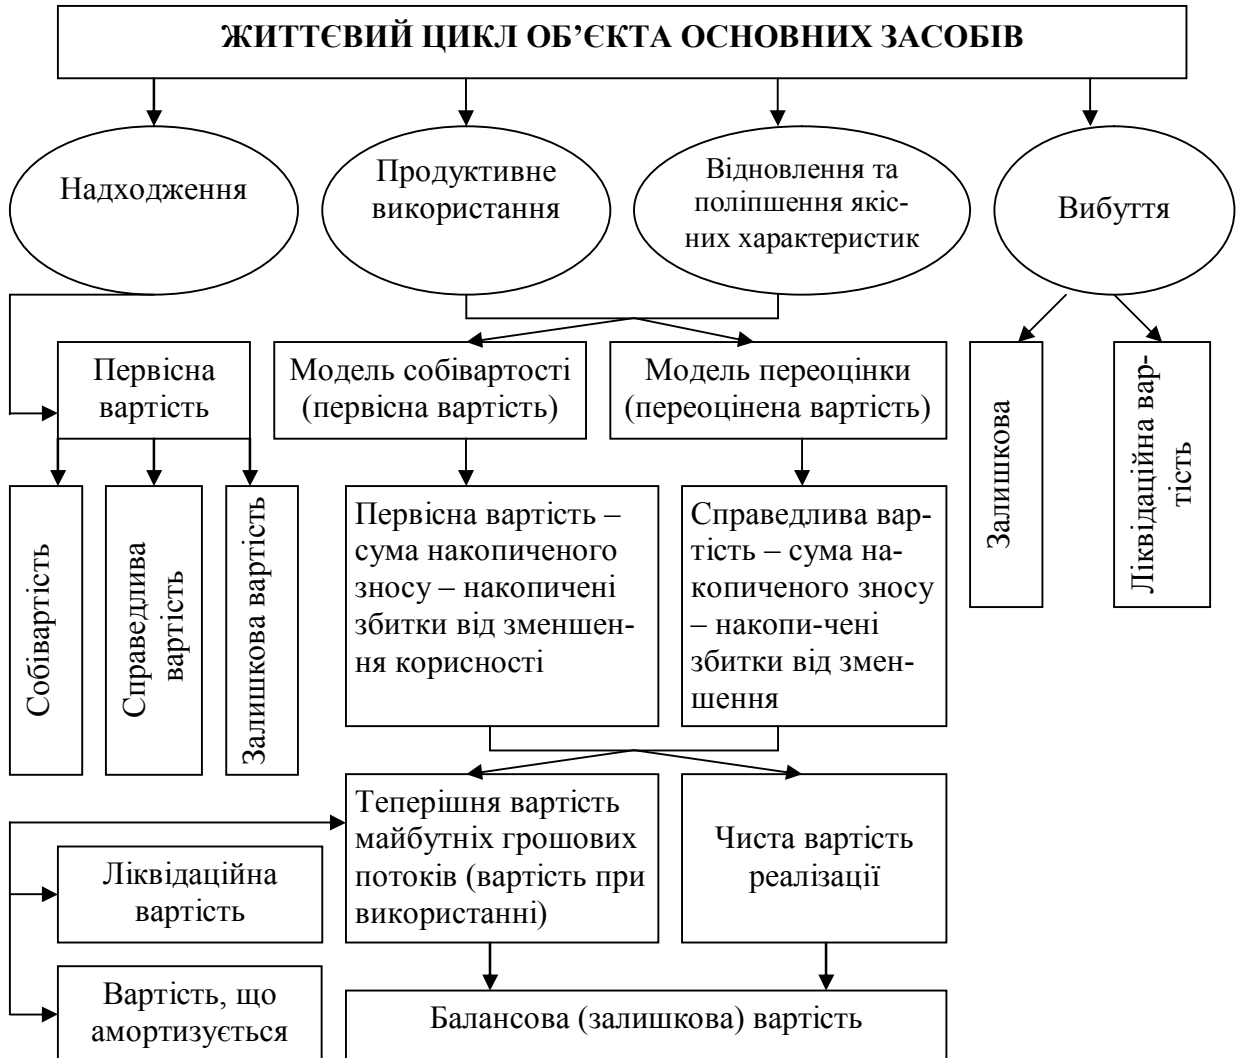 ЖИТТЄВИЙ ЦИКЛ ОБ’ЄКТА ОСНОВНИХ ЗАСОБІВ
Надходження
Продуктивне
використання
Відновлення та
поліпшення якіс-
них характеристик
Вибуття
Первісна
вартість
Модель собівартості
(первісна вартість)
Модель переоцінки
(переоцінена вартість)
Залишкова
Ліквідаційна вар-
тість
Собівартість
Справедлива
вартість
Залишкова вартість
Первісна вартість –
сума накопиченого
зносу – накопичені
збитки від зменшен-
ня корисності
Справедлива вар-
тість – сума на-
копиченого зносу
– накопи-чені
збитки від змен-
шення
Теперішня вартість
майбутніх грошових
потоків (вартість при
використанні)
Чиста вартість
реалізації
Ліквідаційна
вартість
Вартість, що
амортизується
Балансова (залишкова) вартість